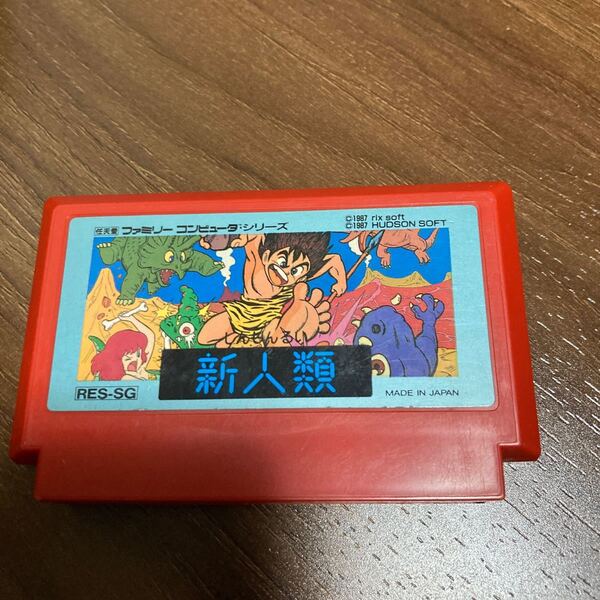 任天堂 ファミリー コンピュータ・シリーズ
©1987 rix soft
©1987 HUDSON SOFT
しんじんるい
新人類
RES-SG
MADE IN JAPAN